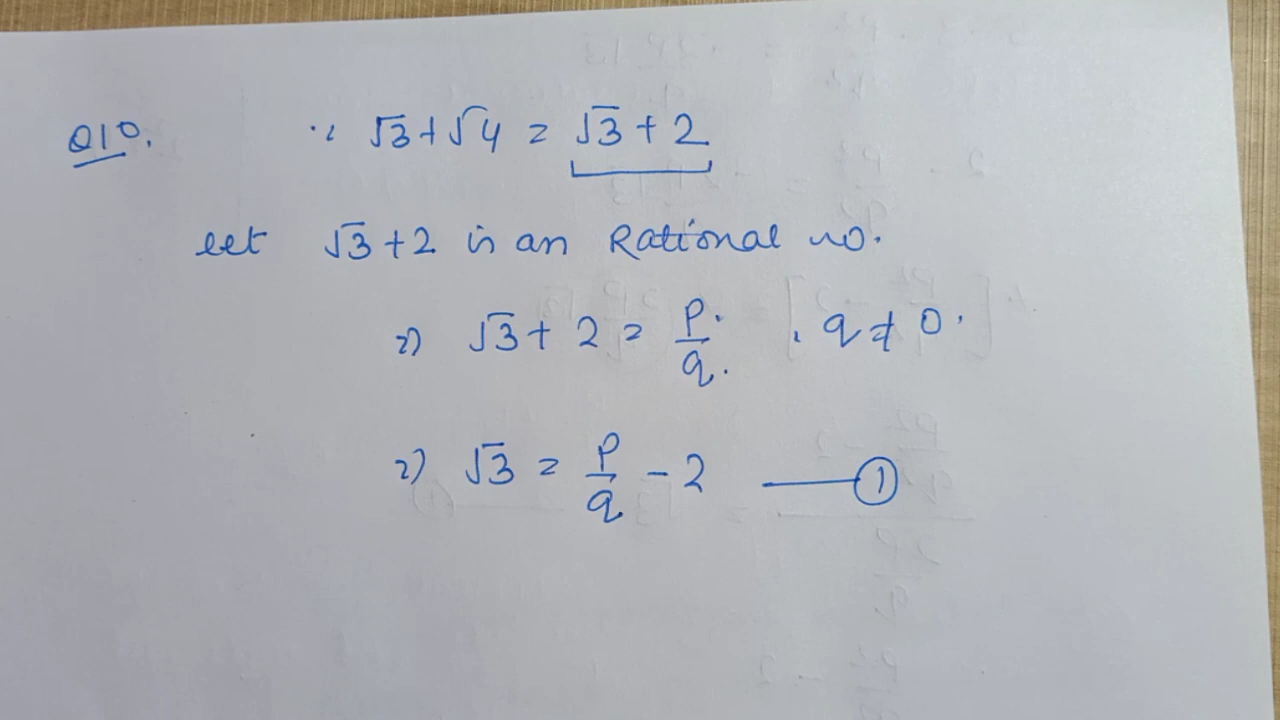 Q10. ∵ √3 + √4 = √3 + 2
let √3 + 2 is an Rational no.
⇒ √3 + 2 = p/q , q ≠ 0.
⇒ √3 = p/q - 2 —— ①